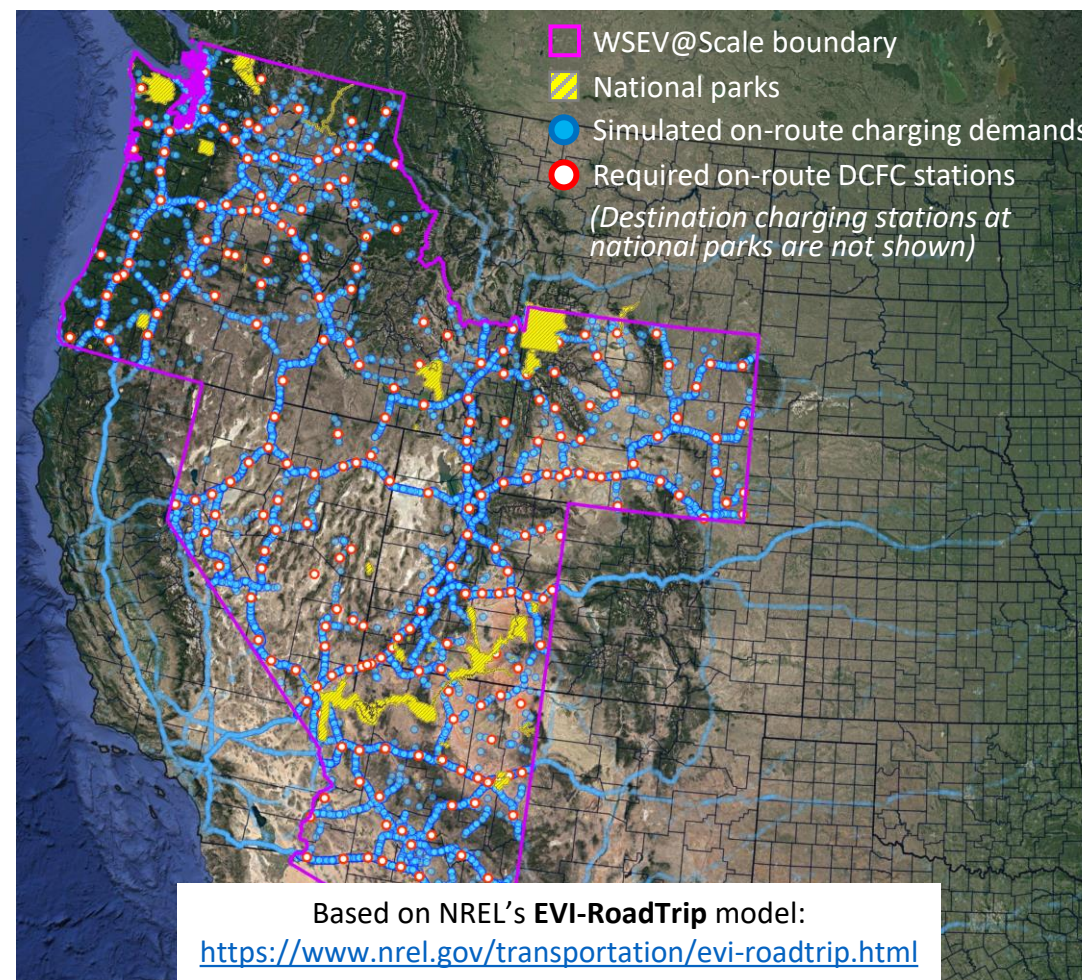 WSEV@Scale boundary
National parks
Simulated on-route charging demands
Required on-route DCFC stations
(Destination charging stations at
national parks are not shown)
Based on NREL's EVI-RoadTrip model:
https://www.nrel.gov/transportation/evi-roadtrip.html